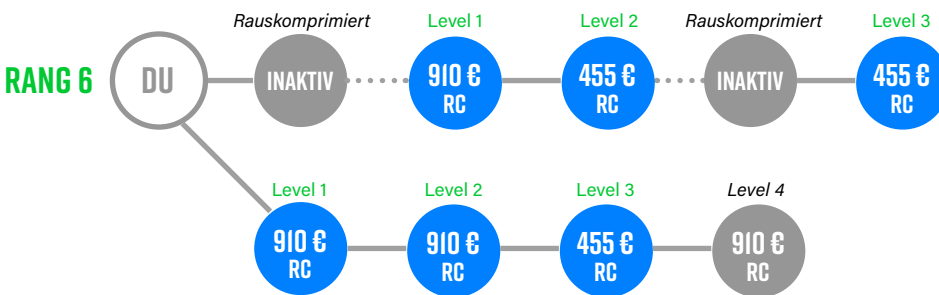 Rauskomprimiert
Level 1
Level 2
Rauskomprimiert
Level 3
RANG 6
DU
INAKTIV
910 €
RC
455 €
RC
INAKTIV
455 €
RC
Level 1
Level 2
Level 3
Level 4
910 €
RC
910 €
RC
455 €
RC
910 €
RC